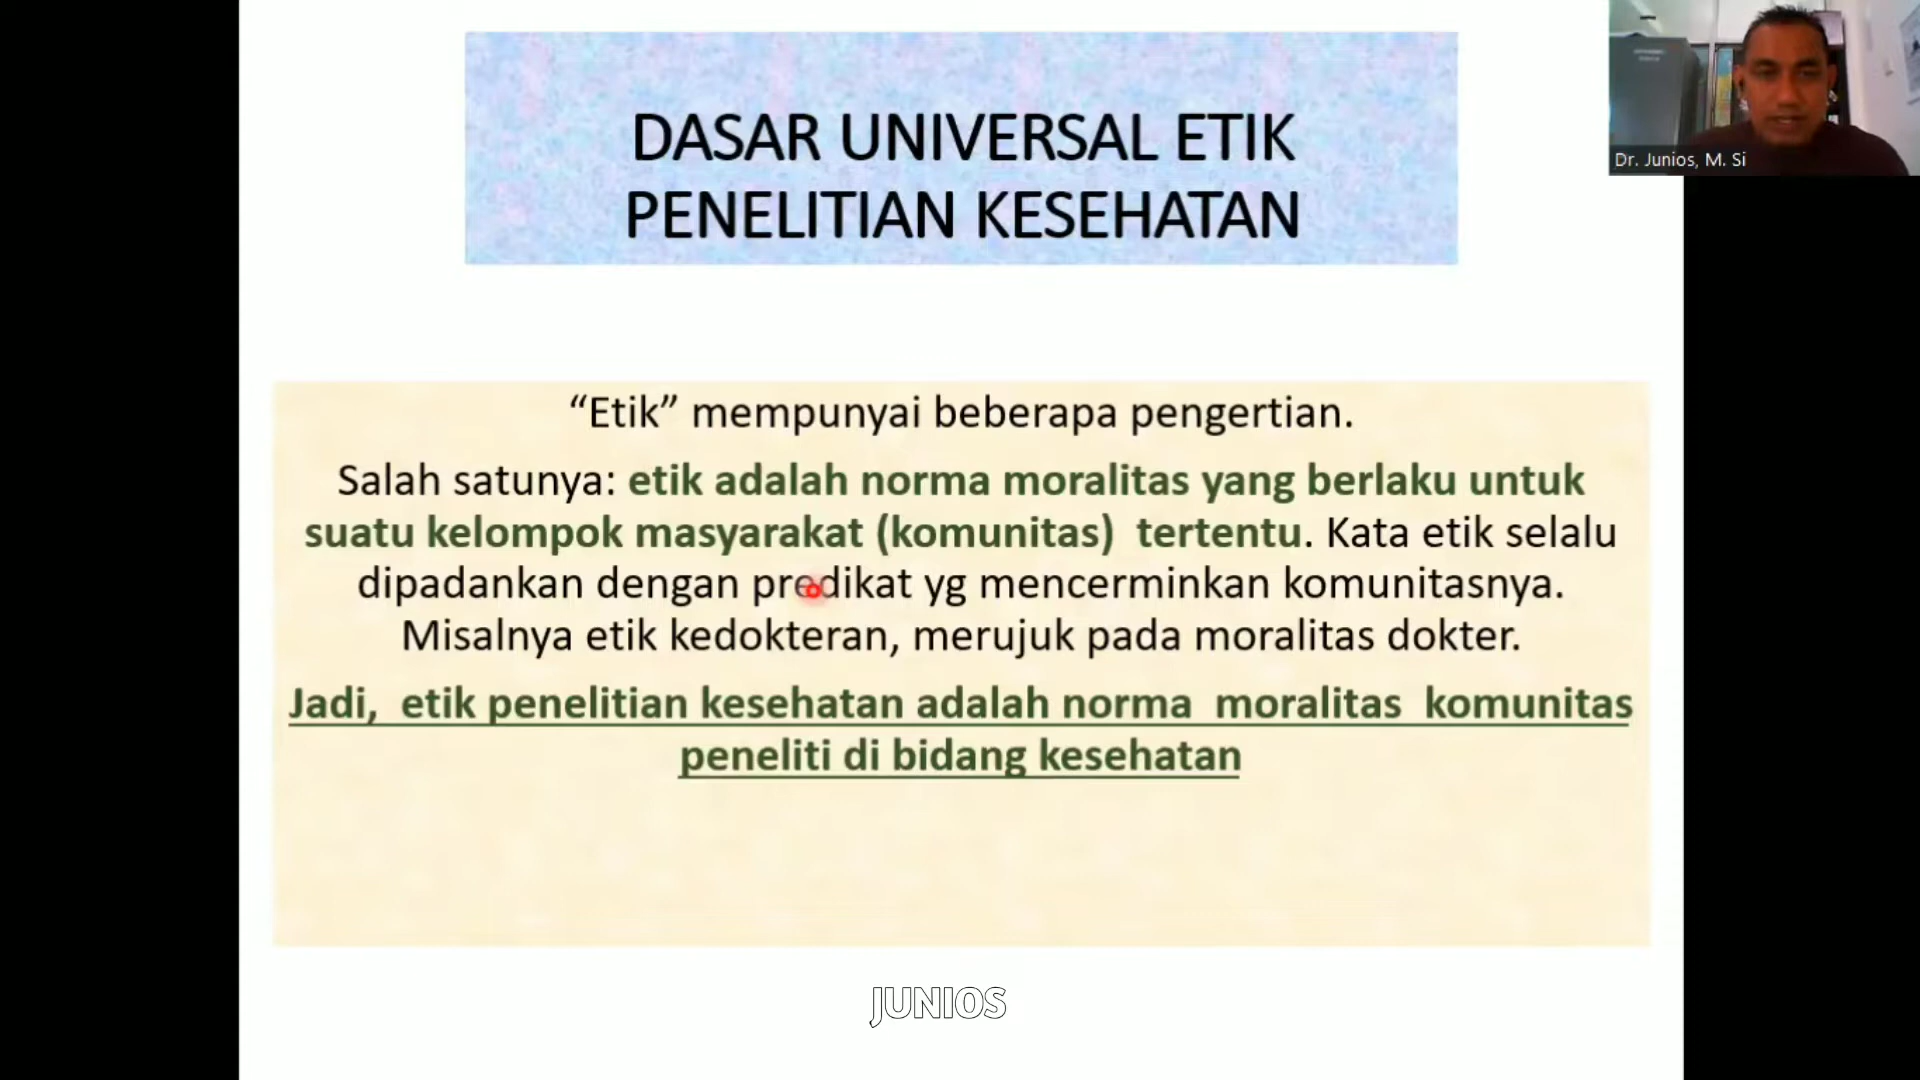 DASAR UNIVERSAL ETIK
PENELITIAN KESEHATAN
Dr. Junios, M. Si
“Etik” mempunyai beberapa pengertian.
Salah satunya: etik adalah norma moralitas yang berlaku untuk
suatu kelompok masyarakat (komunitas) tertentu. Kata etik selalu
dipadankan dengan predikat yg mencerminkan komunitasnya.
Misalnya etik kedokteran, merujuk pada moralitas dokter.
Jadi, etik penelitian kesehatan adalah norma moralitas komunitas
peneliti di bidang kesehatan
JUNIOS